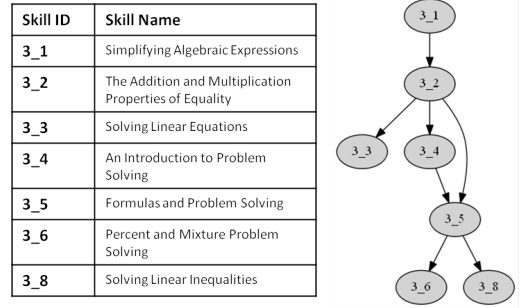 Skill ID Skill Name
3_1 Simplifying Algebraic Expressions
3_2 The Addition and Multiplication
Properties of Equality
3_3 Solving Linear Equations
3_4 An Introduction to Problem
Solving
3_5 Formulas and Problem Solving
3_6 Percent and Mixture Problem
Solving
3_8 Solving Linear Inequalities
3_1
3_2
3_3 3_4
3_5
3_6 3_8